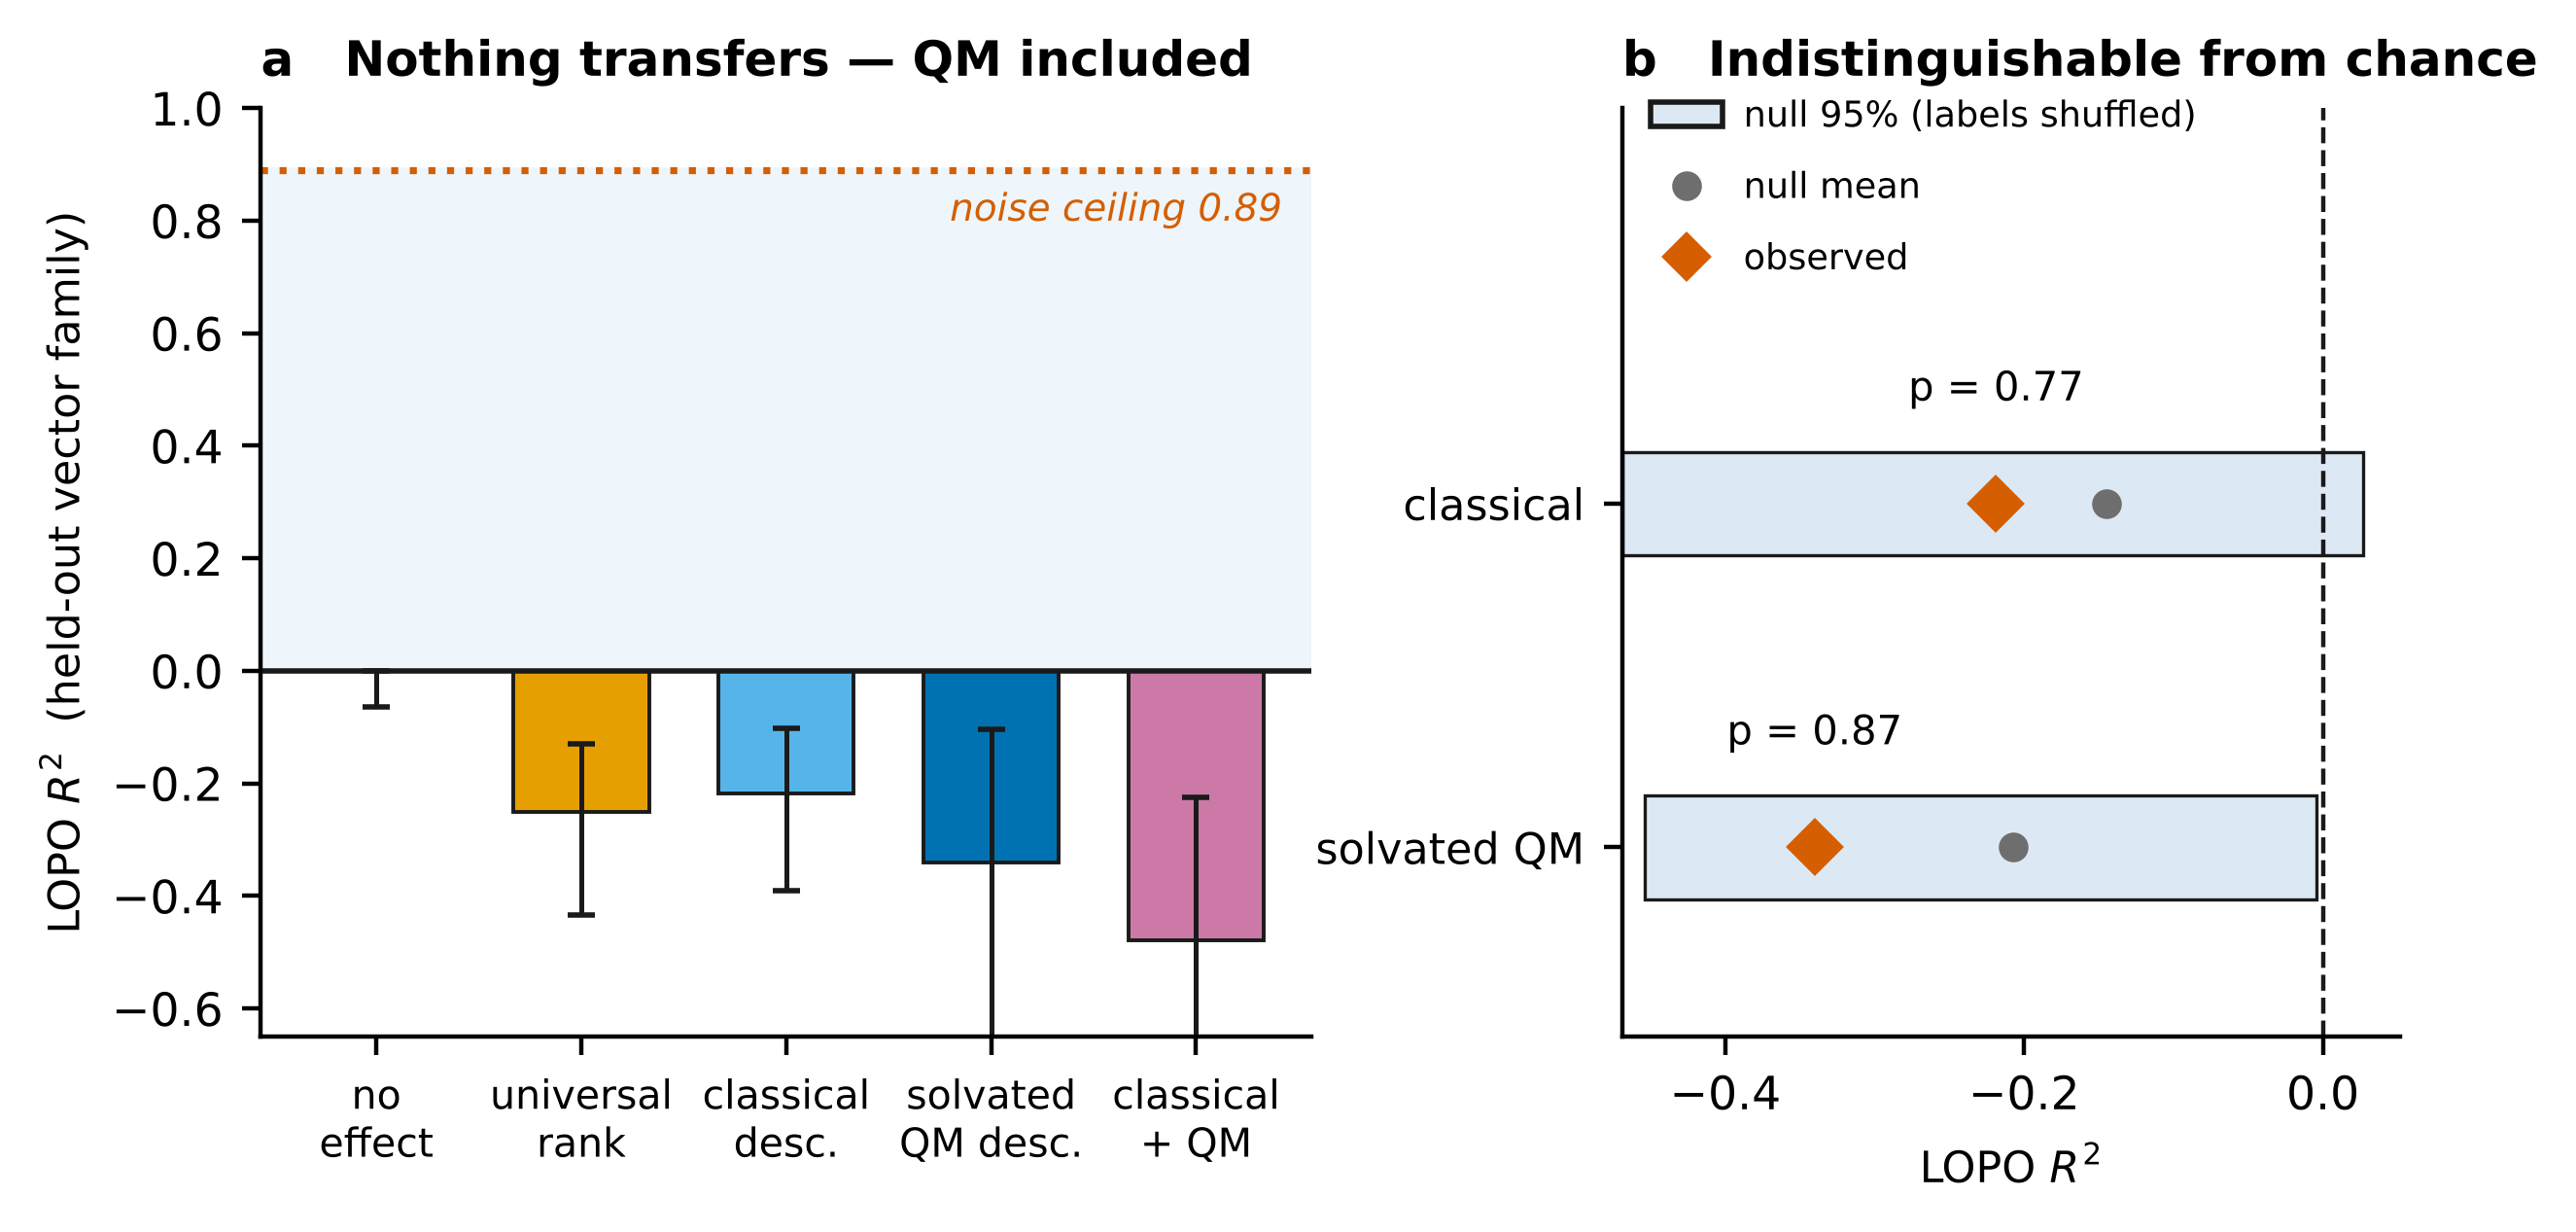 a Nothing transfers — QM included
1.0
0.8
0.6
0.4
0.2
0.0
−0.2
−0.4
−0.6
LOPO R² (held-out vector family)
noise ceiling 0.89
no
effect
universal
rank
classical
desc.
solvated
QM desc.
classical
+ QM
b Indistinguishable from chance
null 95% (labels shuffled)
null mean
observed
p = 0.77
classical
p = 0.87
solvated QM
−0.4
−0.2
0.0
LOPO R²